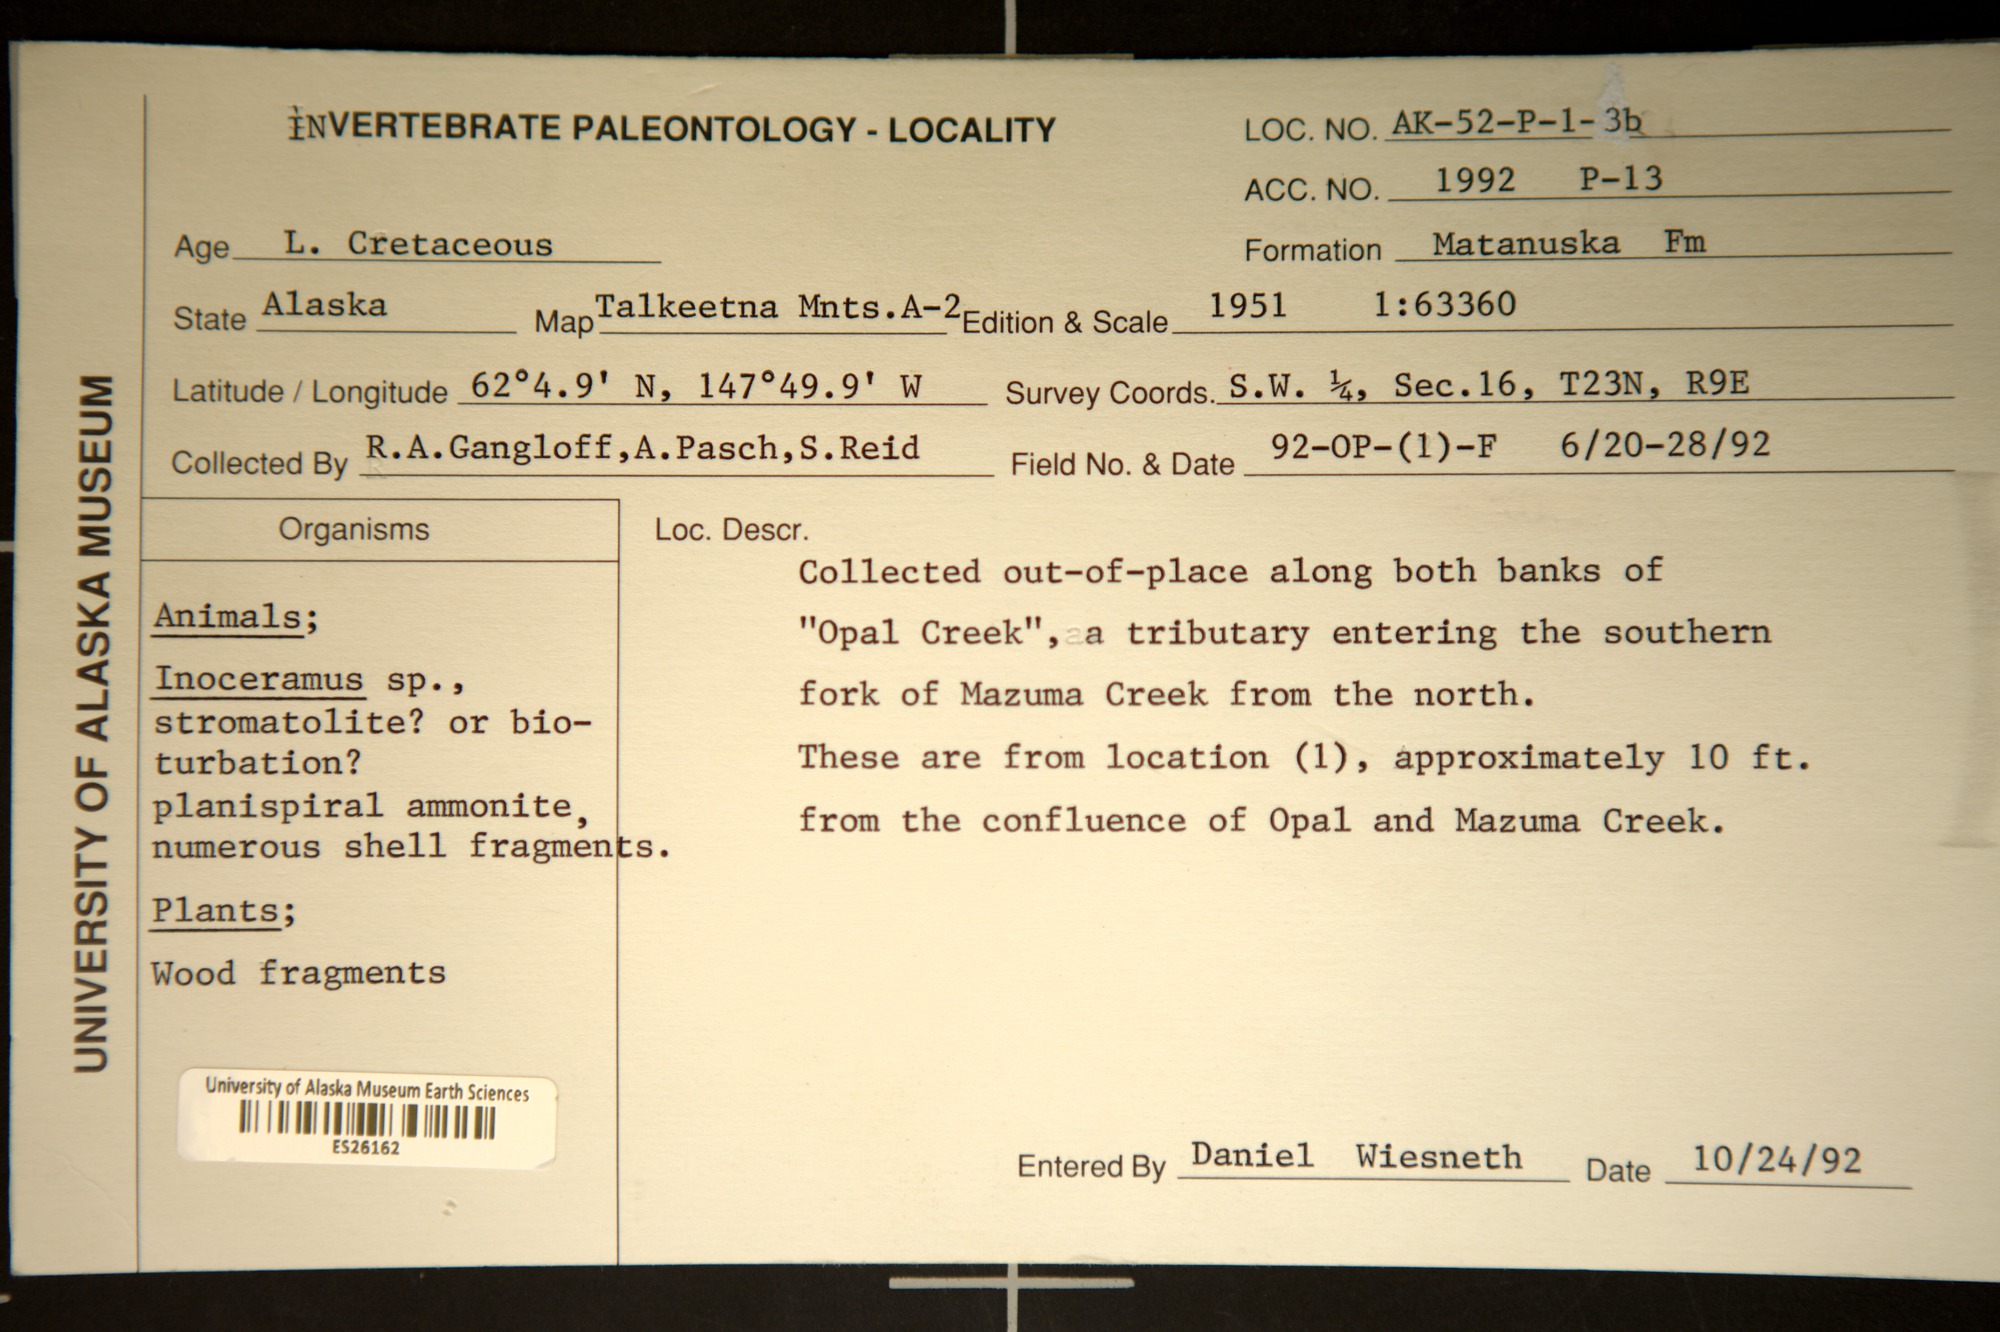 UNIVERSITY OF ALASKA MUSEUM
INVERTEBRATE PALEONTOLOGY - LOCALITY
LOC. NO. AK-52-P-1-3b
ACC. NO. 1992 P-13
Age L. Cretaceous
Formation Matanuska Fm
State Alaska Map Talkeetna Mnts.A-2 Edition & Scale 1951 1:63360
Latitude / Longitude 62°4.9' N, 147°49.9' W Survey Coords. S.W. ¼, Sec.16, T23N, R9E
Collected By R.A.Gangloff,A.Pasch,S.Reid Field No. & Date 92-OP-(1)-F 6/20-28/92
Organisms
Animals;
Inoceramus sp.,
stromatolite? or bio-
turbation?
planispiral ammonite,
numerous shell fragments.
Plants;
Wood fragments
Loc. Descr.
Collected out-of-place along both banks of
"Opal Creek", a tributary entering the southern
fork of Mazuma Creek from the north.
These are from location (1), approximately 10 ft.
from the confluence of Opal and Mazuma Creek.
University of Alaska Museum Earth Sciences
ES26162
Entered By Daniel Wiesneth Date 10/24/92